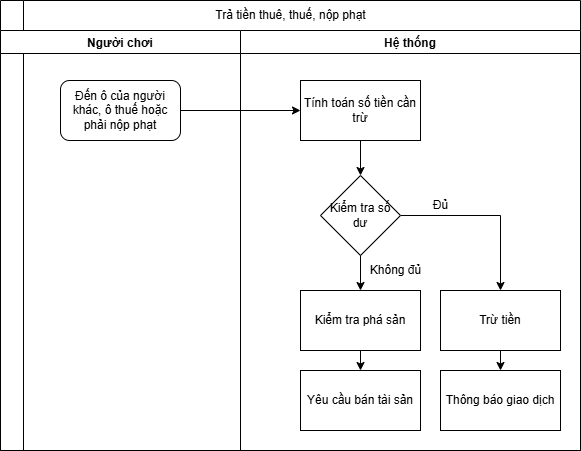 Trả tiền thuê, thuế, nộp phạt
Người chơi
Hệ thống
Đến ô của người
khác, ô thuế hoặc
phải nộp phạt
Tính toán số tiền cần
trừ
Kiểm tra số
dư
Đủ
Không đủ
Kiểm tra phá sản
Trừ tiền
Yêu cầu bán tài sản
Thông báo giao dịch